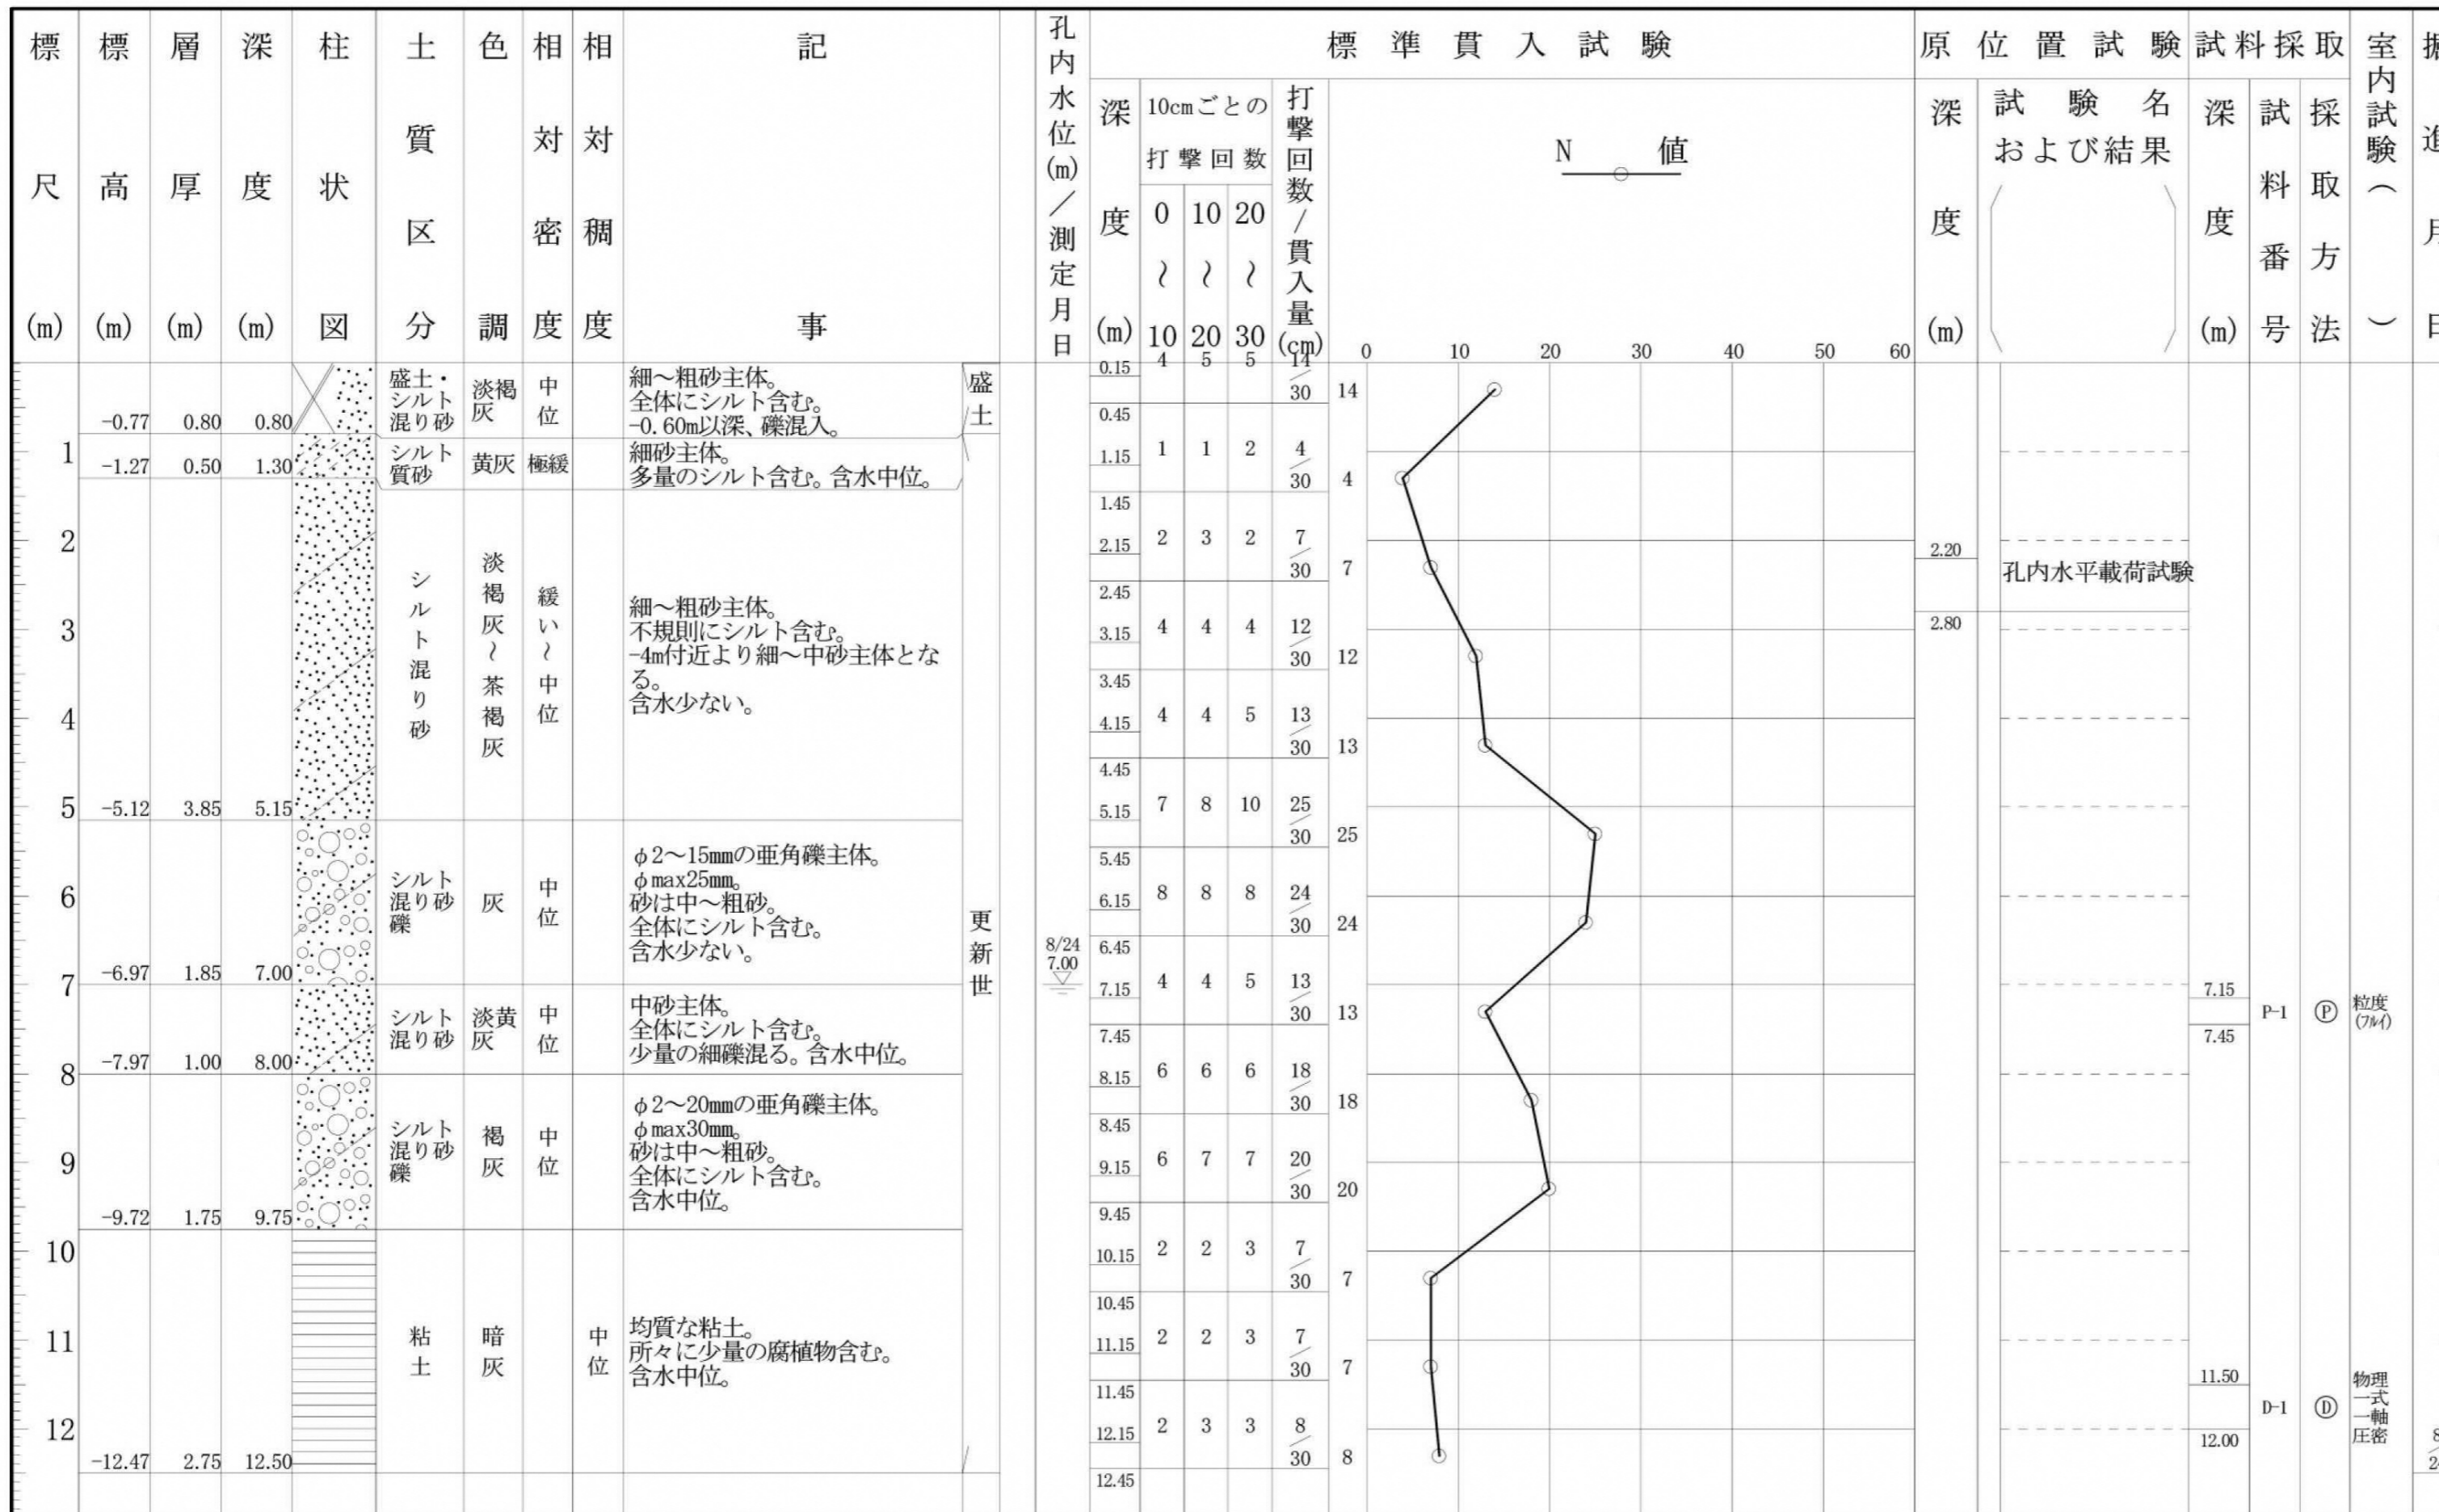 標尺(m)
標高(m)
層厚(m)
深度(m)
柱状図
土質区分
色調
相対密度
相対稠度
記事
孔内水位(m)／測定月日
標準貫入試験
深度(m)
10cmごとの
打撃回数
0～10
10～20
20～30
打撃回数/貫入量(cm)
N 値
0 10 20 30 40 50 60
原位置試験
深度(m)
試験名
および結果
試料採取
深度(m)
試料番号
採取方法
室内試験（ ）
1
2
3
4
5
6
7
8
9
10
11
12
-0.77 0.80 0.80
盛土・
シルト
混り砂
淡褐
灰
中位
細～粗砂主体。
全体にシルト含む。
-0.60m以深、礫混入。
盛土
-1.27 0.50 1.30
シルト
質砂
黄灰
極緩
細砂主体。
多量のシルト含む。含水中位。
-5.12 3.85 5.15
シルト混り砂
淡褐灰～茶褐灰
緩い～中位
細～粗砂主体。
不規則にシルト含む。
-4m付近より細～中砂主体とな
る。
含水少ない。
-6.97 1.85 7.00
シルト
混り砂
礫
灰
中位
φ2～15mmの亜角礫主体。
φmax25mm。
砂は中～粗砂。
全体にシルト含む。
含水少ない。
更新世
-7.97 1.00 8.00
シルト
混り砂
淡黄
灰
中位
中砂主体。
全体にシルト含む。
少量の細礫混る。含水中位。
-9.72 1.75 9.75
シルト
混り砂
礫
褐灰
中位
φ2～20mmの亜角礫主体。
φmax30mm。
砂は中～粗砂。
全体にシルト含む。
含水中位。
-12.47 2.75 12.50
粘土
暗灰
中位
均質な粘土。
所々に少量の腐植物含む。
含水中位。
8/24
7.00
0.15 4 5 5 14/30 14
0.45
1.15 1 1 2 4/30 4
1.45
2.15 2 3 2 7/30 7
2.45
3.15 4 4 4 12/30 12
3.45
4.15 4 4 5 13/30 13
4.45
5.15 7 8 10 25/30 25
5.45
6.15 8 8 8 24/30 24
6.45
7.15 4 4 5 13/30 13
7.45
8.15 6 6 6 18/30 18
8.45
9.15 6 7 7 20/30 20
9.45
10.15 2 2 3 7/30 7
10.45
11.15 2 2 3 7/30 7
11.45
12.15 2 3 3 8/30 8
12.45
2.20
孔内水平載荷試験
2.80
7.15
P-1 Ⓟ 粒度
(フルイ)
7.45
11.50
D-1 Ⓓ
12.00
物理
一式
一軸
圧密